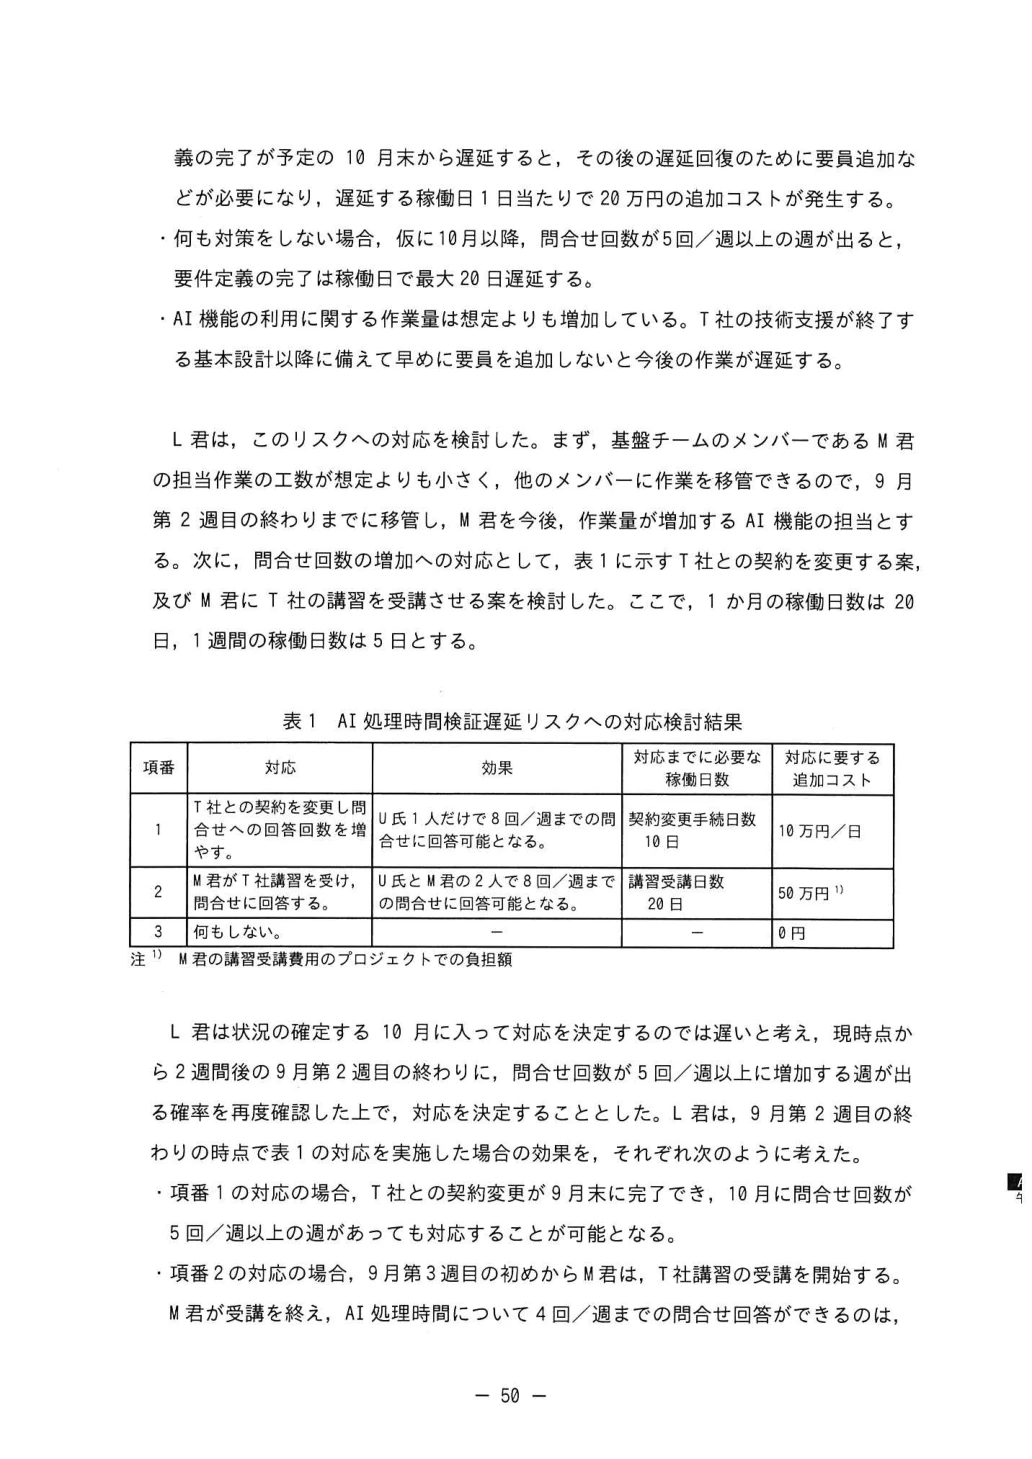 義の完了が予定の 10 月末から遅延すると，その後の遅延回復のために要員追加な
どが必要になり，遅延する稼働日1日当たりで 20 万円の追加コストが発生する。
・何も対策をしない場合，仮に10月以降，問合せ回数が5回／週以上の週が出ると，
要件定義の完了は稼働日で最大 20 日遅延する。
・AI 機能の利用に関する作業量は想定よりも増加している。T 社の技術支援が終了す
る基本設計以降に備えて早めに要員を追加しないと今後の作業が遅延する。
L 君は，このリスクへの対応を検討した。まず，基盤チームのメンバーである M 君
の担当作業の工数が想定よりも小さく，他のメンバーに作業を移管できるので，9 月
第 2 週目の終わりまでに移管し，M 君を今後，作業量が増加する AI 機能の担当とす
る。次に，問合せ回数の増加への対応として，表1に示すT社との契約を変更する案，
及び M 君に T 社の講習を受講させる案を検討した。ここで，1 か月の稼働日数は 20
日，1 週間の稼働日数は 5 日とする。
表1　AI 処理時間検証遅延リスクへの対応検討結果
項番 対応 効果 対応までに必要な稼働日数 対応に要する追加コスト
1 T 社との契約を変更し問合せへの回答回数を増やす。 U 氏 1 人だけで 8 回／週までの問合せに回答可能となる。 契約変更手続日数 10 日 10 万円／日
2 M 君が T 社講習を受け，問合せに回答する。 U 氏と M 君の 2 人で 8 回／週までの問合せに回答可能となる。 講習受講日数 20 日 50 万円 1)
3 何もしない。 － － 0 円
注 1)　M 君の講習受講費用のプロジェクトでの負担額
L 君は状況の確定する 10 月に入って対応を決定するのでは遅いと考え，現時点か
ら2週間後の9月第2週目の終わりに，問合せ回数が5回／週以上に増加する週が出
る確率を再度確認した上で，対応を決定することとした。L 君は，9 月第 2 週目の終
わりの時点で表1の対応を実施した場合の効果を，それぞれ次のように考えた。
・項番 1 の対応の場合，T 社との契約変更が 9 月末に完了でき，10 月に問合せ回数が
5 回／週以上の週があっても対応することが可能となる。
・項番2の対応の場合，9月第3週目の初めからM君は，T社講習の受講を開始する。
M 君が受講を終え，AI 処理時間について 4 回／週までの問合せ回答ができるのは，
－ 50 －